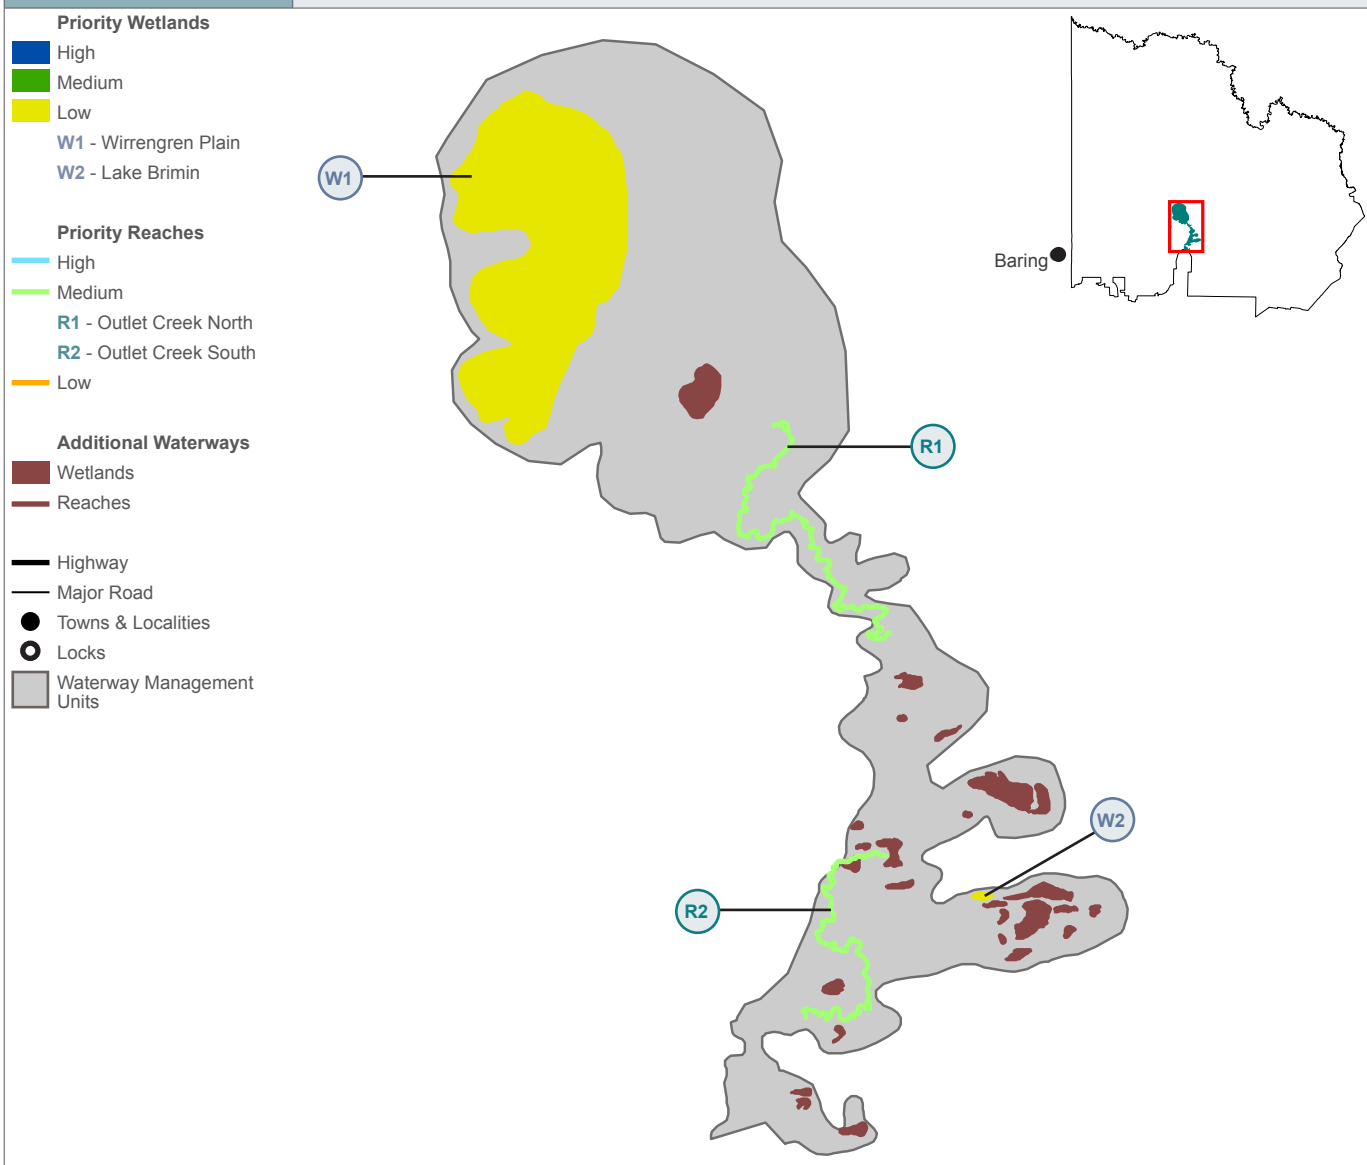 Priority Wetlands
High
Medium
Low
W1 - Wirrengren Plain
W2 - Lake Brimin
Priority Reaches
High
Medium
R1 - Outlet Creek North
R2 - Outlet Creek South
Low
Additional Waterways
Wetlands
Reaches
Highway
Major Road
Towns & Localities
Locks
Waterway Management
Units
W1
Baring
R1
W2
R2